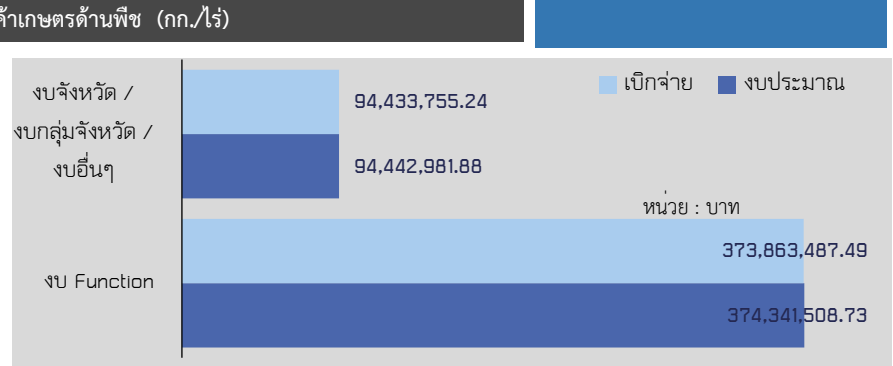 ค้าเกษตรด้านพืช (กก./ไร่)
เบิกจ่าย งบประมาณ
งบจังหวัด /
งบกลุ่มจังหวัด /
งบอื่นๆ
94,433,755.24
94,442,981.88
หน่วย : บาท
งบ Function
373,863,487.49
374,341,508.73